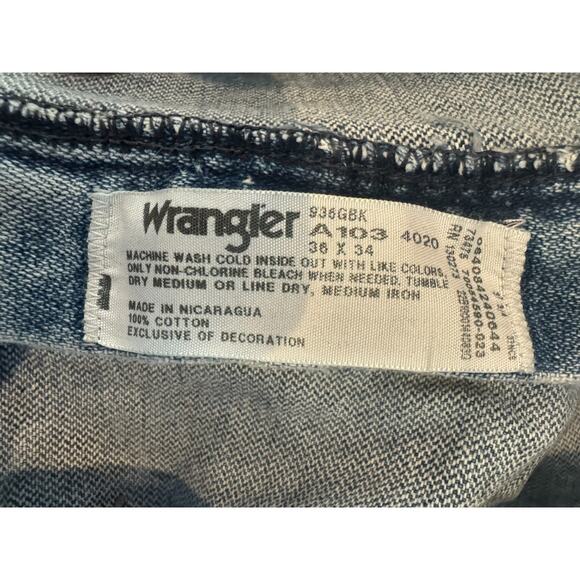 Wrangler
936GBK
A103 4020
36 X 34
MACHINE WASH COLD INSIDE OUT WITH LIKE COLORS,
ONLY NON-CHLORINE BLEACH WHEN NEEDED. TUMBLE
DRY MEDIUM OR LINE DRY, MEDIUM IRON
MADE IN NICARAGUA
100% COTTON
EXCLUSIVE OF DECORATION
76475